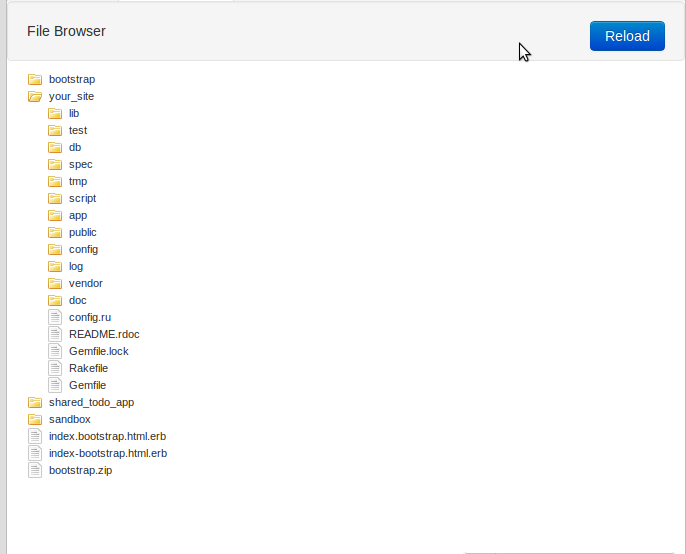 File Browser
Reload
bootstrap
your_site
lib
test
db
spec
tmp
script
app
public
config
log
vendor
doc
config.ru
README.rdoc
Gemfile.lock
Rakefile
Gemfile
shared_todo_app
sandbox
index.bootstrap.html.erb
index-bootstrap.html.erb
bootstrap.zip